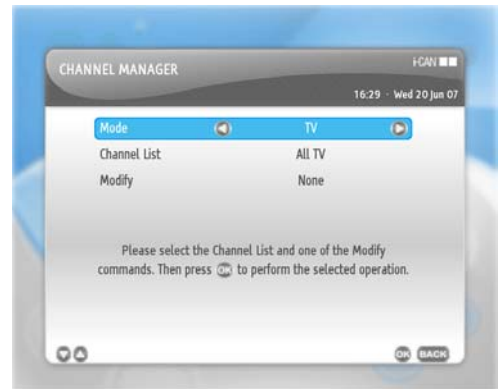 CHANNEL MANAGER
i-CAN
16:29 · Wed 20 Jun 07
Mode TV
Channel List All TV
Modify None
Please select the Channel List and one of the Modify
commands. Then press OK to perform the selected operation.
OK BACK